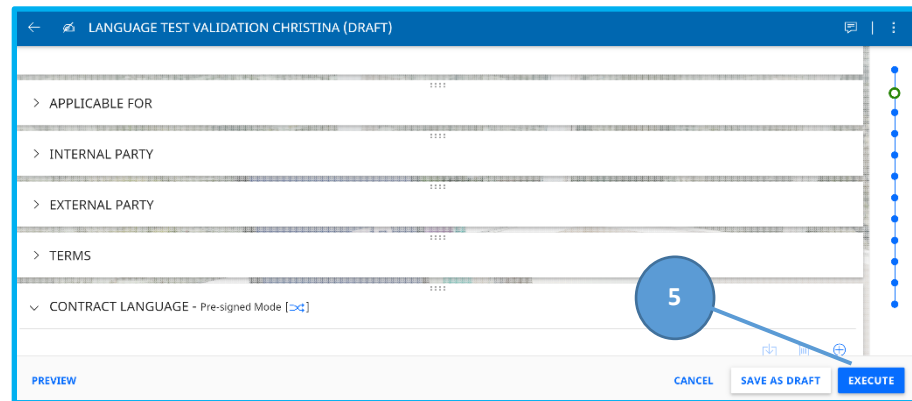 LANGUAGE TEST VALIDATION CHRISTINA (DRAFT)
APPLICABLE FOR
INTERNAL PARTY
EXTERNAL PARTY
TERMS
CONTRACT LANGUAGE - Pre-signed Mode []
5
PREVIEW CANCEL SAVE AS DRAFT EXECUTE